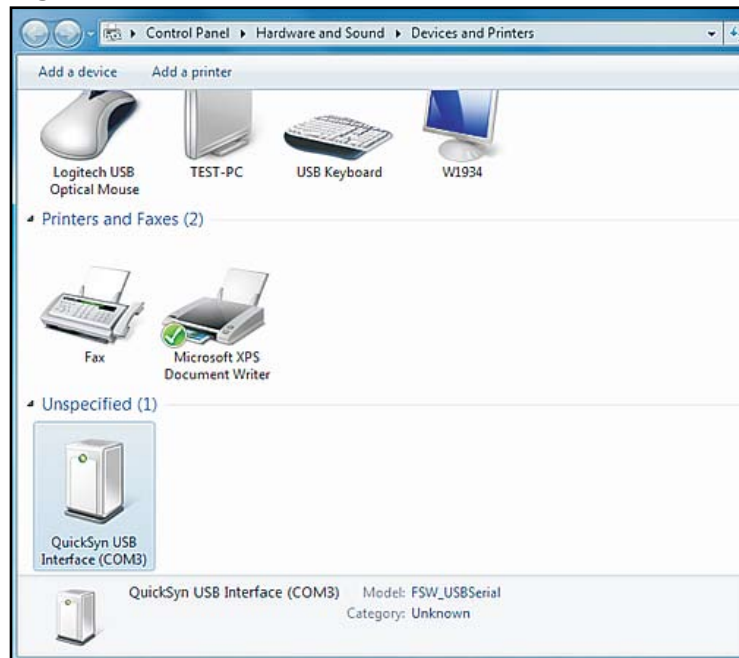 Control Panel ▸ Hardware and Sound ▸ Devices and Printers
Add a device Add a printer
Logitech USB
Optical Mouse
TEST-PC
USB Keyboard
W1934
Printers and Faxes (2)
Fax
Microsoft XPS
Document Writer
Unspecified (1)
QuickSyn USB
Interface (COM3)
QuickSyn USB Interface (COM3) Model: FSW_USBSerial
Category: Unknown